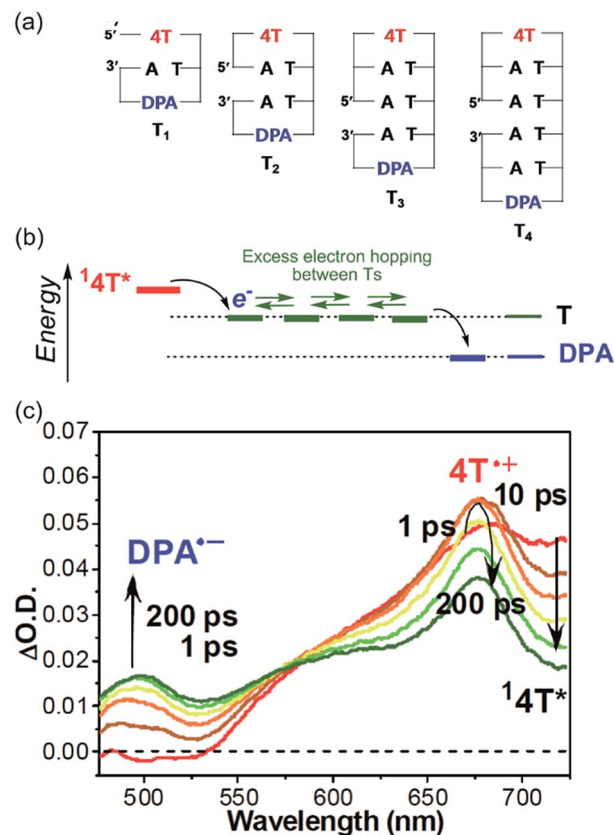 (a)
5′ 4T 4T 4T 4T
3′ A T 5′ A T A T A T
DPA 3′ A T 5′ A T 5′ A T
T₁ DPA 3′ A T 3′ A T
T₂ DPA A T
T₃ DPA
T₄
(b)
Energy
¹4T*
Excess electron hopping
between Ts
e⁻
T
DPA
(c)
ΔO.D.
0.07
0.06
0.05
0.04
0.03
0.02
0.01
0.00
4T•+
10 ps
1 ps
DPA•−
200 ps
1 ps
200 ps
¹4T*
500 550 600 650 700
Wavelength (nm)